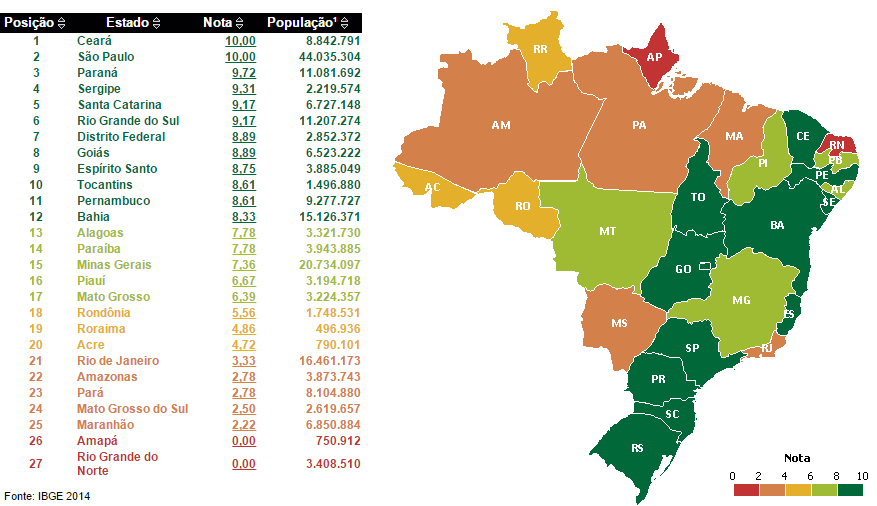 Posição Estado Nota População¹
1 Ceará 10,00 8.842.791
2 São Paulo 10,00 44.035.304
3 Paraná 9,72 11.081.692
4 Sergipe 9,31 2.219.574
5 Santa Catarina 9,17 6.727.148
6 Rio Grande do Sul 9,17 11.207.274
7 Distrito Federal 8,89 2.852.372
8 Goiás 8,89 6.523.222
9 Espírito Santo 8,75 3.885.049
10 Tocantins 8,61 1.496.880
11 Pernambuco 8,61 9.277.727
12 Bahia 8,33 15.126.371
13 Alagoas 7,78 3.321.730
14 Paraíba 7,78 3.943.885
15 Minas Gerais 7,36 20.734.097
16 Piauí 6,67 3.194.718
17 Mato Grosso 6,39 3.224.357
18 Rondônia 5,56 1.748.531
19 Roraima 4,86 496.936
20 Acre 4,72 790.101
21 Rio de Janeiro 3,33 16.461.173
22 Amazonas 2,78 3.873.743
23 Pará 2,78 8.104.880
24 Mato Grosso do Sul 2,50 2.619.657
25 Maranhão 2,22 6.850.884
26 Amapá 0,00 750.912
27 Rio Grande do Norte 0,00 3.408.510
Fonte: IBGE 2014
RR
AP
AM
PA
MA
CE
RN
PB
PI
PE
AC
AL
TO
SE
RO
BA
MT
GO
MG
ES
MS
SP
RJ
PR
SC
RS
Nota
0 2 4 6 8 10